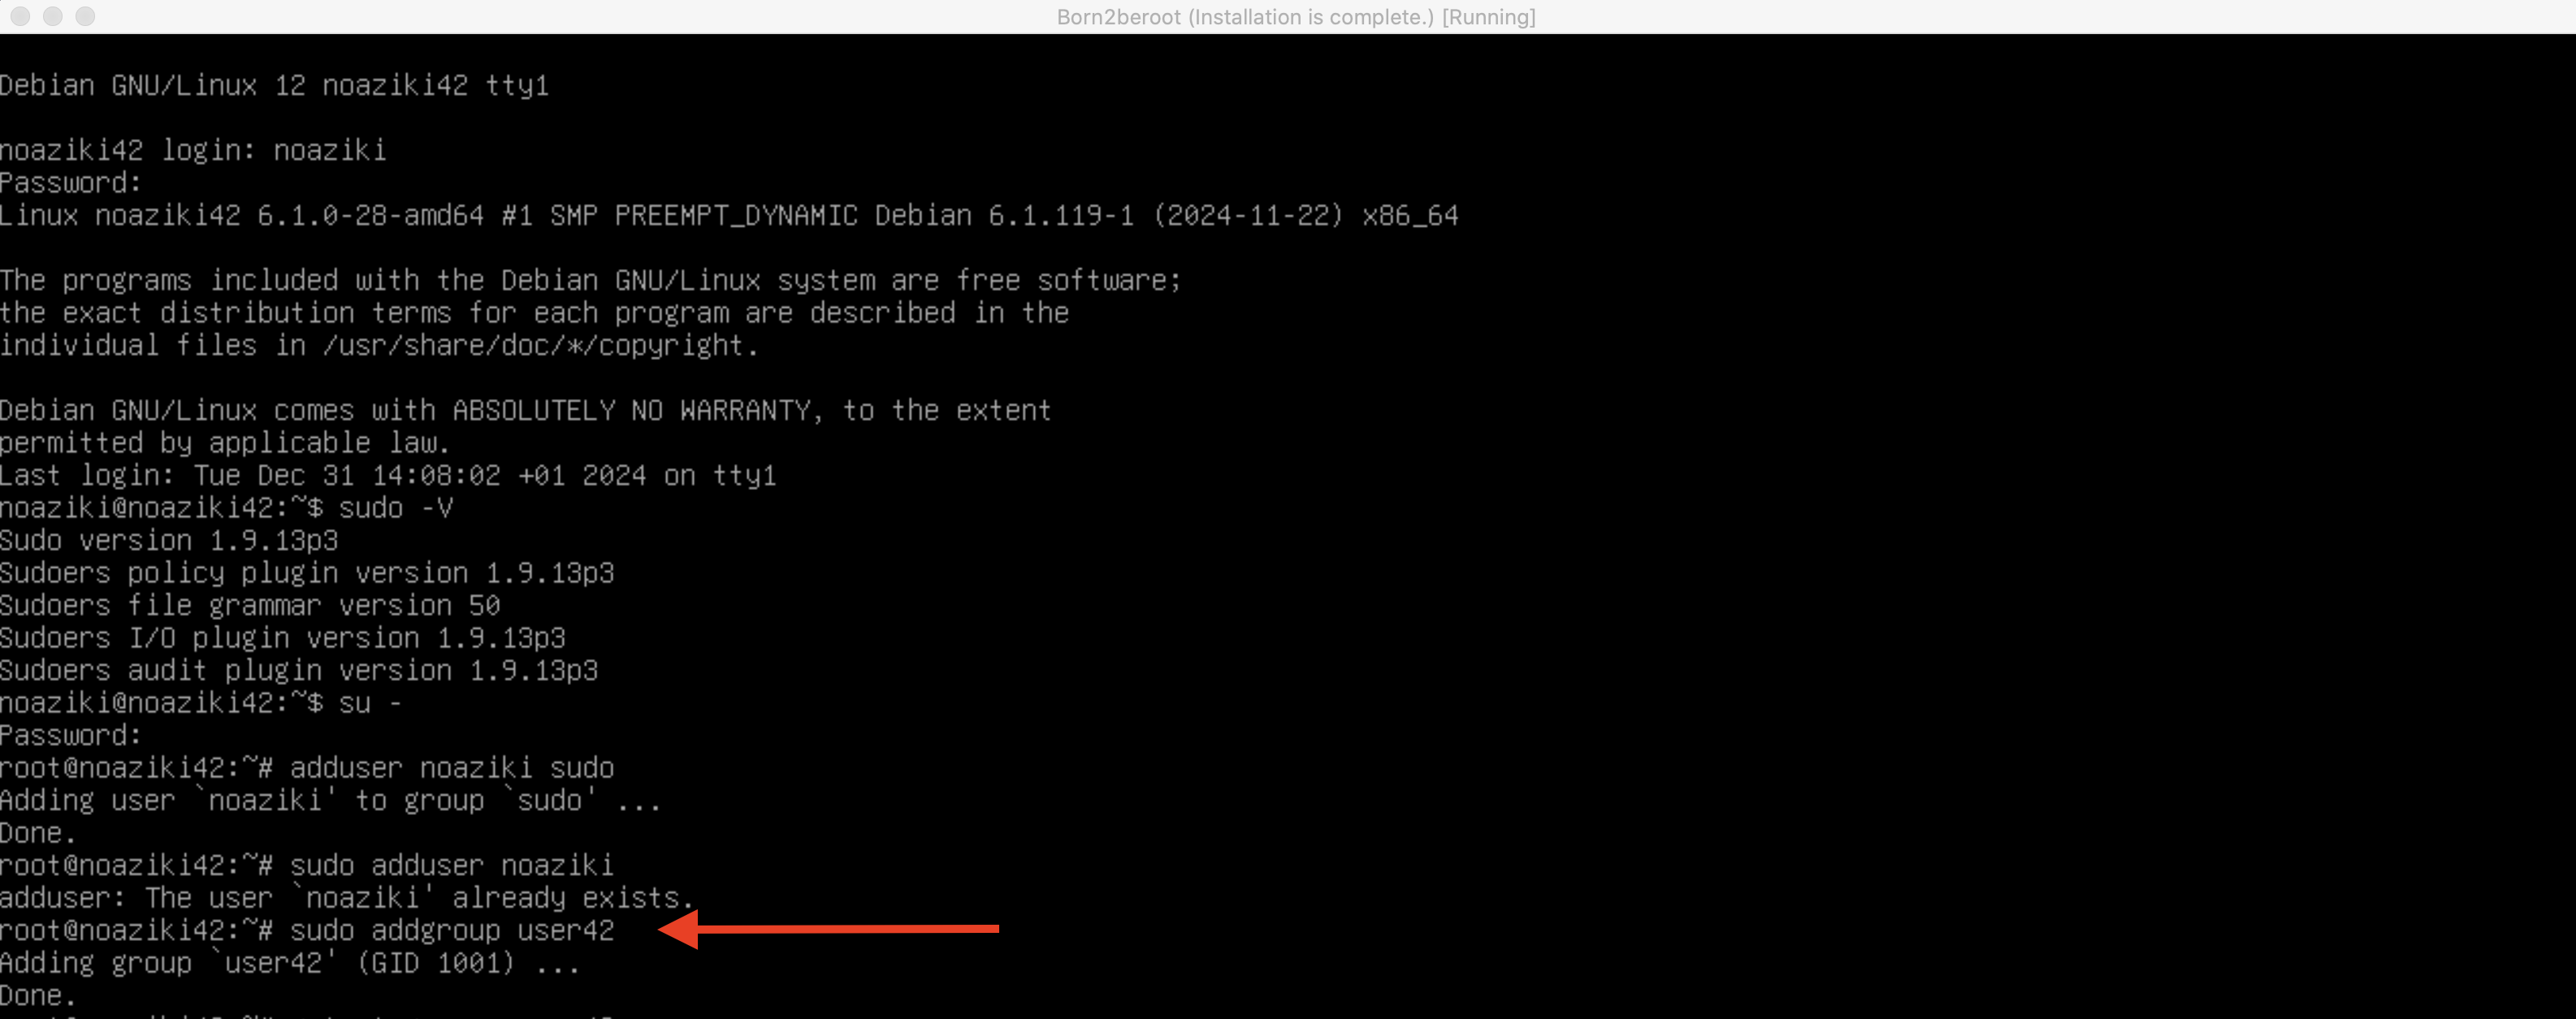 Born2beroot (Installation is complete.) [Running]
Debian GNU/Linux 12 noaziki42 tty1
noaziki42 login: noaziki
Password:
Linux noaziki42 6.1.0-28-amd64 #1 SMP PREEMPT_DYNAMIC Debian 6.1.119-1 (2024-11-22) x86_64
The programs included with the Debian GNU/Linux system are free software;
the exact distribution terms for each program are described in the
individual files in /usr/share/doc/*/copyright.
Debian GNU/Linux comes with ABSOLUTELY NO WARRANTY, to the extent
permitted by applicable law.
Last login: Tue Dec 31 14:08:02 +01 2024 on tty1
noaziki@noaziki42:~$ sudo -V
Sudo version 1.9.13p3
Sudoers policy plugin version 1.9.13p3
Sudoers file grammar version 50
Sudoers I/O plugin version 1.9.13p3
Sudoers audit plugin version 1.9.13p3
noaziki@noaziki42:~$ su -
Password:
root@noaziki42:~# adduser noaziki sudo
Adding user `noaziki' to group `sudo' ...
Done.
root@noaziki42:~# sudo adduser noaziki
adduser: The user `noaziki' already exists.
root@noaziki42:~# sudo addgroup user42
Adding group `user42' (GID 1001) ...
Done.